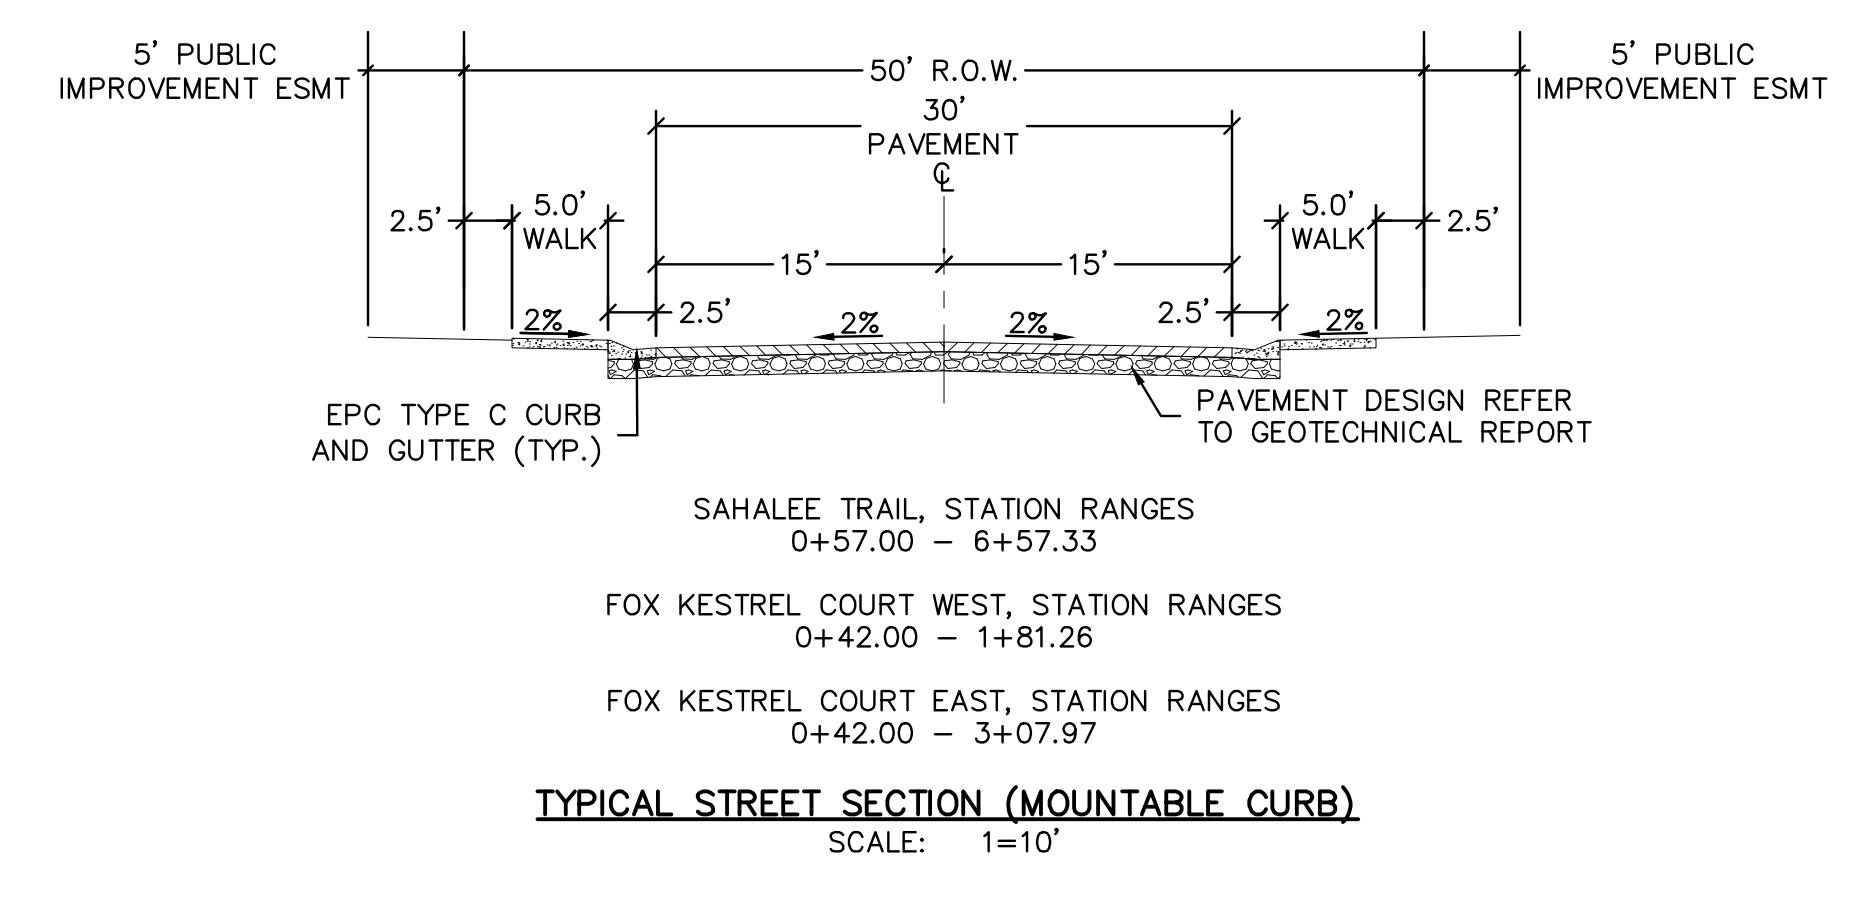 5' PUBLIC
IMPROVEMENT ESMT
50' R.O.W.
5' PUBLIC
IMPROVEMENT ESMT
30'
PAVEMENT
℄
2.5'
5.0'
WALK
5.0'
WALK
2.5'
15'
15'
2.5'
2.5'
2%
2%
2%
2%
EPC TYPE C CURB
AND GUTTER (TYP.)
PAVEMENT DESIGN REFER
TO GEOTECHNICAL REPORT
SAHALEE TRAIL, STATION RANGES
0+57.00 – 6+57.33
FOX KESTREL COURT WEST, STATION RANGES
0+42.00 – 1+81.26
FOX KESTREL COURT EAST, STATION RANGES
0+42.00 – 3+07.97
TYPICAL STREET SECTION (MOUNTABLE CURB)
SCALE: 1=10'